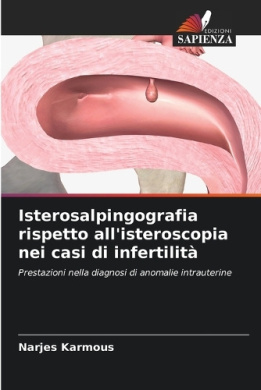 EDIZIONI
SAPIENZA
Isterosalpingografia
rispetto all'isteroscopia
nei casi di infertilità
Prestazioni nella diagnosi di anomalie intrauterine
Narjes Karmous